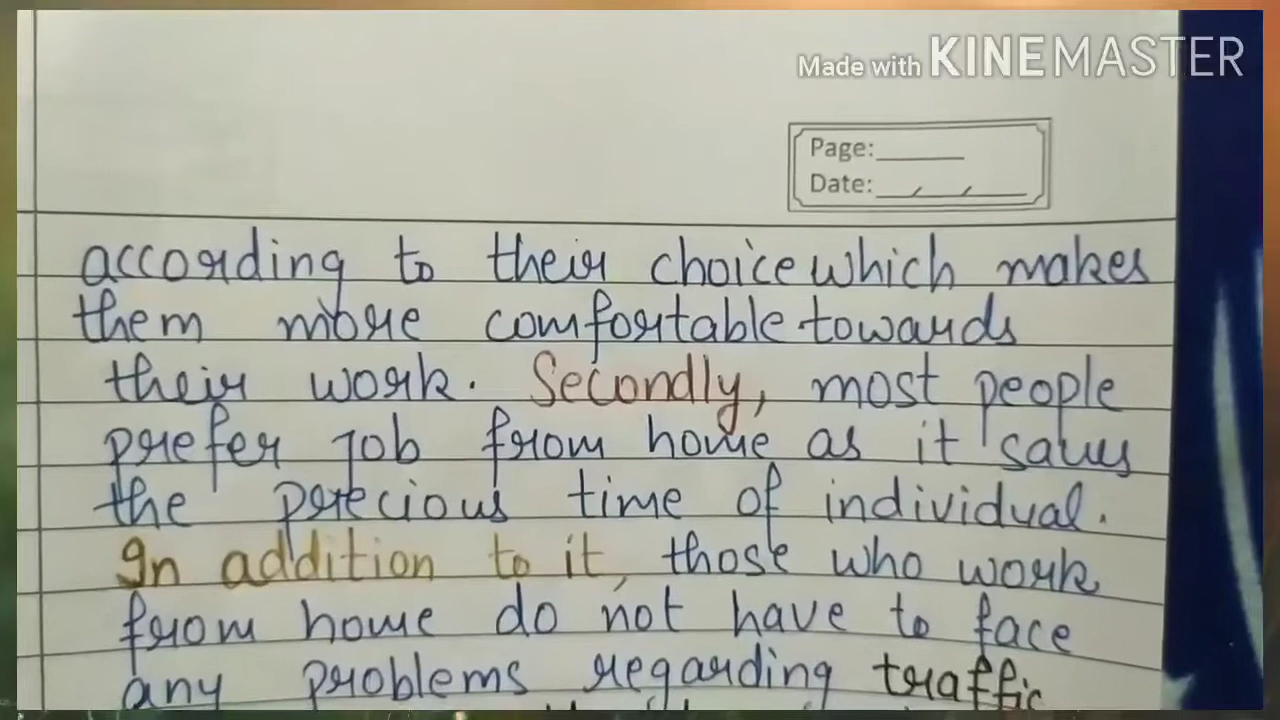 Made with KINEMASTER
Page:
Date:
according to their choice which makes
them more comfortable towards
their work. Secondly, most people
prefer job from home as it saves
the precious time of individual.
In addition to it, those who work
from home do not have to face
any problems regarding traffic